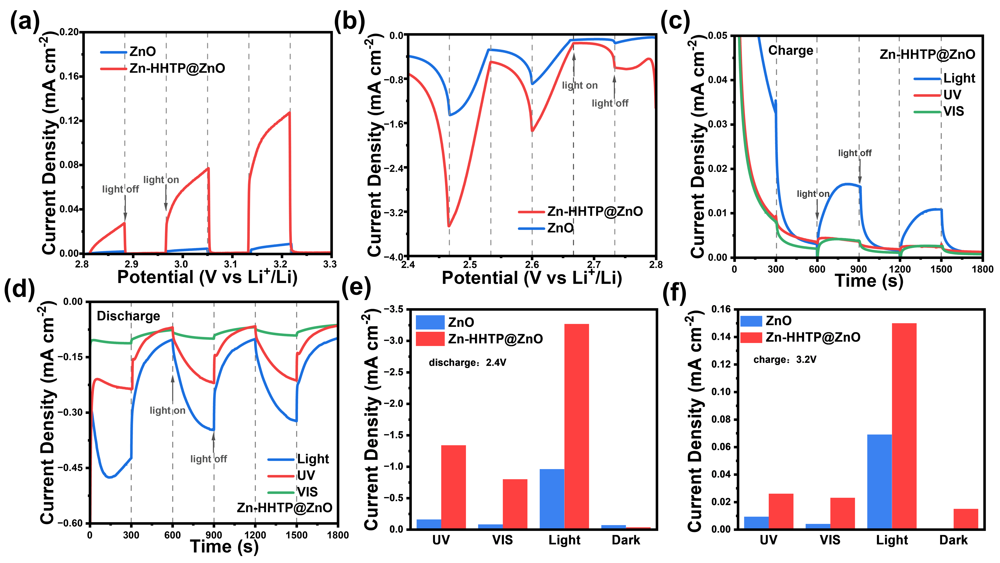 (a)
Current Density (mA cm-2)
0.20
0.16
0.12
0.08
0.04
0.00
ZnO
Zn-HHTP@ZnO
light off
light on
2.8 2.9 3.0 3.1 3.2 3.3
Potential (V vs Li+/Li)
(b)
Current Density (mA cm-2)
0.0
−0.8
−1.6
−2.4
−3.2
−4.0
light on
light off
Zn-HHTP@ZnO
ZnO
2.4 2.5 2.6 2.7 2.8
Potential (V vs Li+/Li)
(c)
Current Density (mA cm-2)
0.05
0.04
0.03
0.02
0.01
0.00
Charge
Zn-HHTP@ZnO
Light
UV
VIS
light off
light on
0 300 600 900 1200 1500 1800
Time (s)
(d)
Current Density (mA cm-2)
0.00
−0.15
−0.30
−0.45
−0.60
Discharge
light on
light off
Light
UV
VIS
Zn-HHTP@ZnO
0 300 600 900 1200 1500 1800
Time (s)
(e)
Current Density (mA cm-2)
−3.5
−3.0
−2.5
−2.0
−1.5
−1.0
−0.5
0.0
ZnO
Zn-HHTP@ZnO
discharge：2.4V
UV VIS Light Dark
(f)
Current Density (mA cm-2)
0.16
0.14
0.12
0.10
0.08
0.06
0.04
0.02
0.00
ZnO
Zn-HHTP@ZnO
charge：3.2V
UV VIS Light Dark